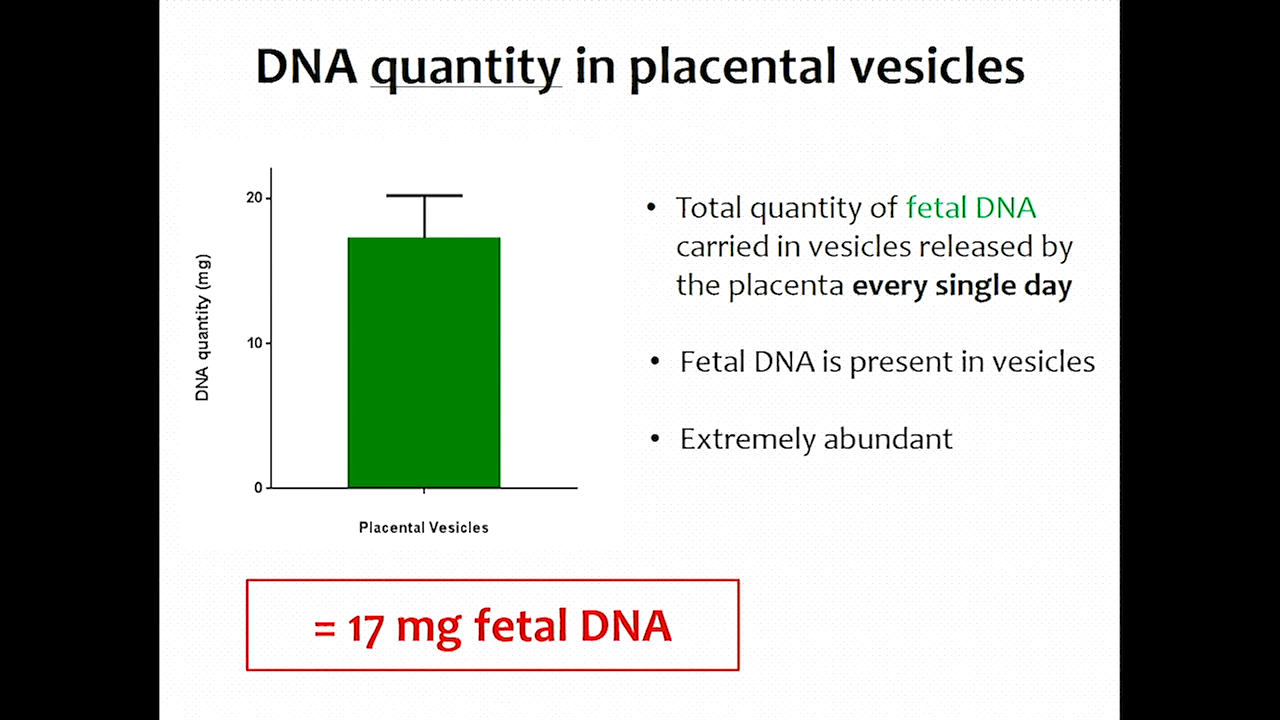 DNA quantity in placental vesicles
20
10
0
DNA quantity (mg)
Placental Vesicles
• Total quantity of fetal DNA
carried in vesicles released by
the placenta every single day
• Fetal DNA is present in vesicles
• Extremely abundant
= 17 mg fetal DNA